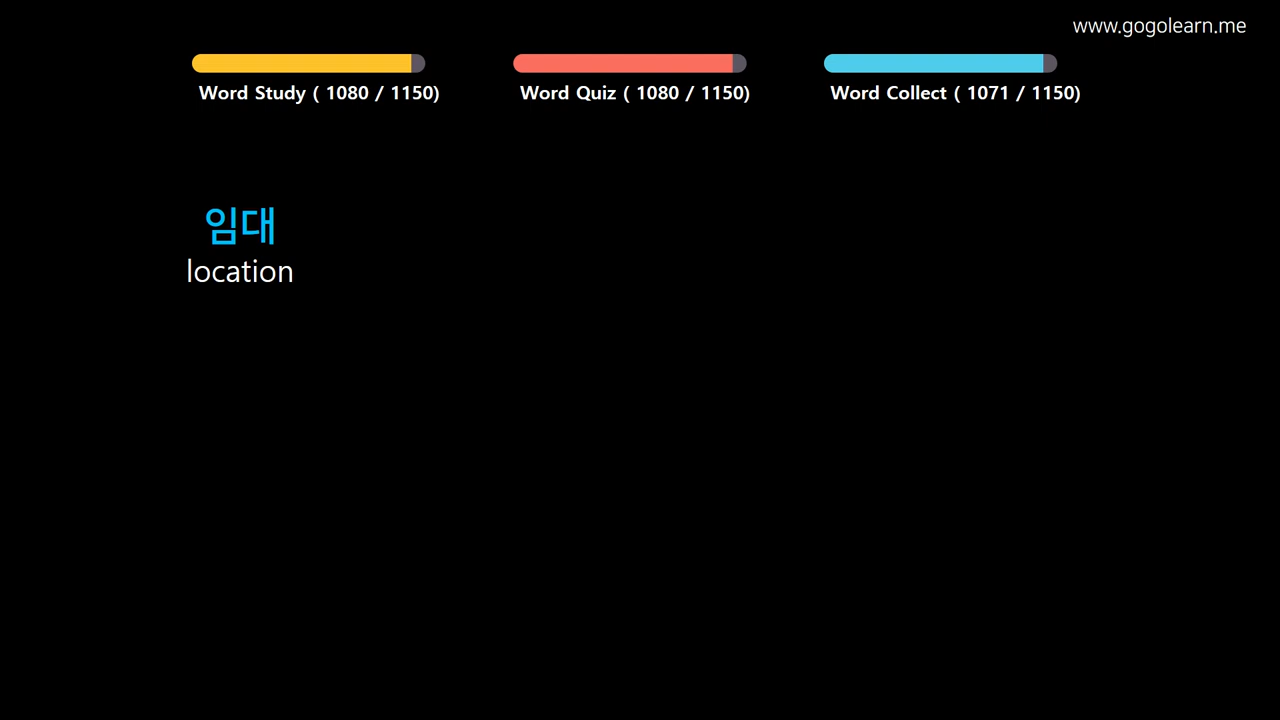 www.gogolearn.me
Word Study ( 1080 / 1150)
Word Quiz ( 1080 / 1150)
Word Collect ( 1071 / 1150)
임대
location